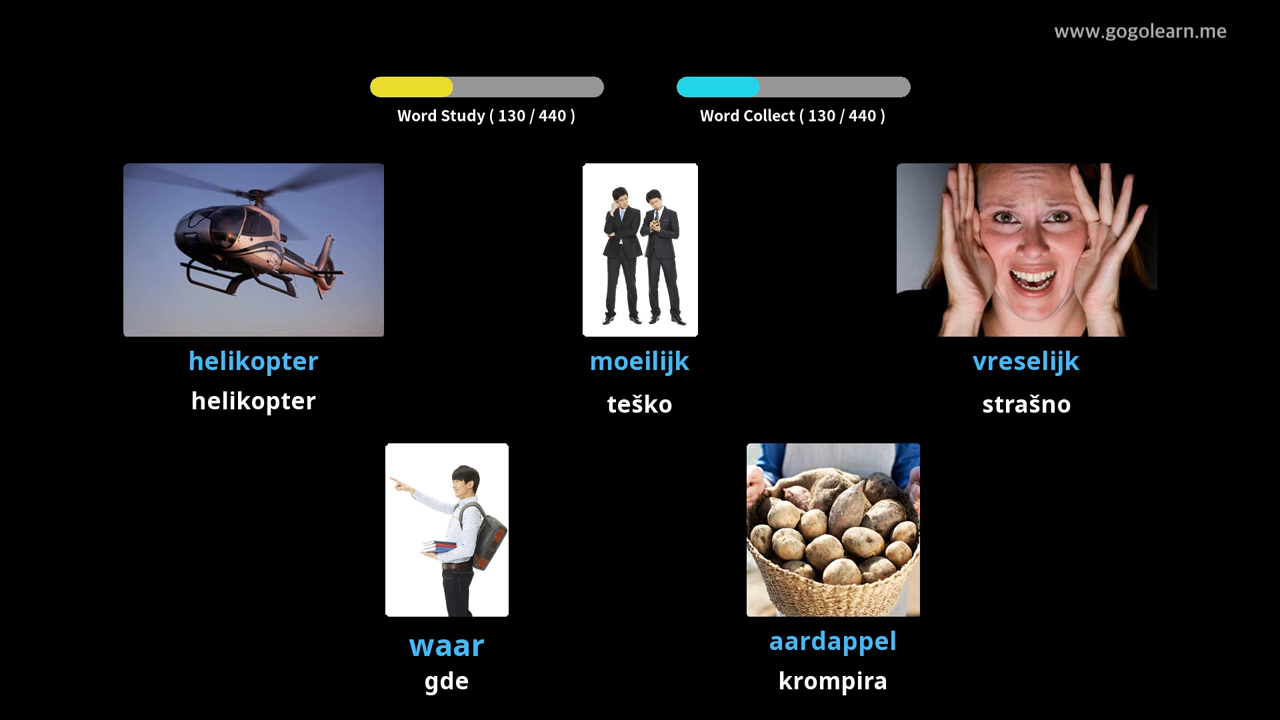 www.gogolearn.me
Word Study ( 130 / 440 )
Word Collect ( 130 / 440 )
helikopter
helikopter
moeilijk
teško
vreselijk
strašno
waar
gde
aardappel
krompira